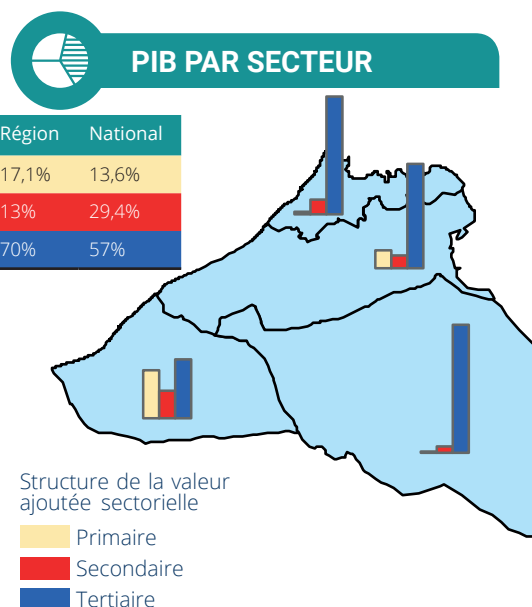 PIB PAR SECTEUR
Région National
17,1% 13,6%
13% 29,4%
70% 57%
Structure de la valeur
ajoutée sectorielle
Primaire
Secondaire
Tertiaire